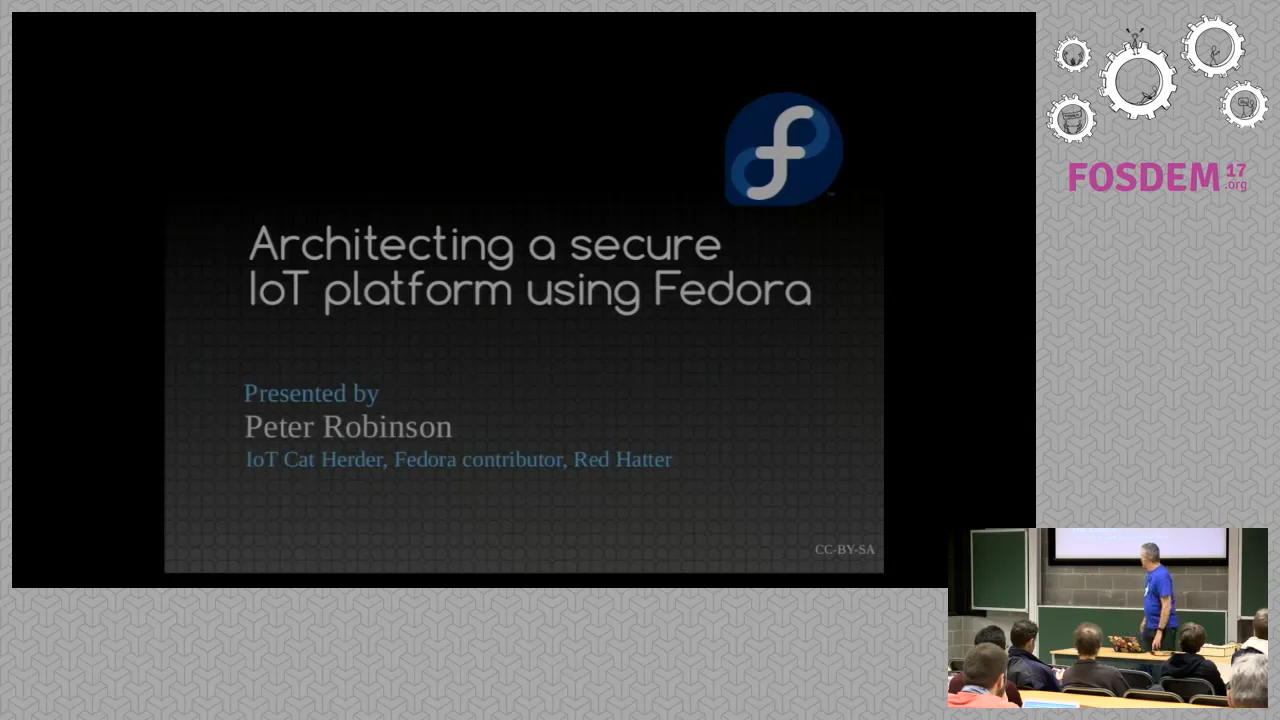 Architecting a secure
IoT platform using Fedora
Presented by
Peter Robinson
IoT Cat Herder, Fedora contributor, Red Hatter
CC-BY-SA
FOSDEM 17
.org